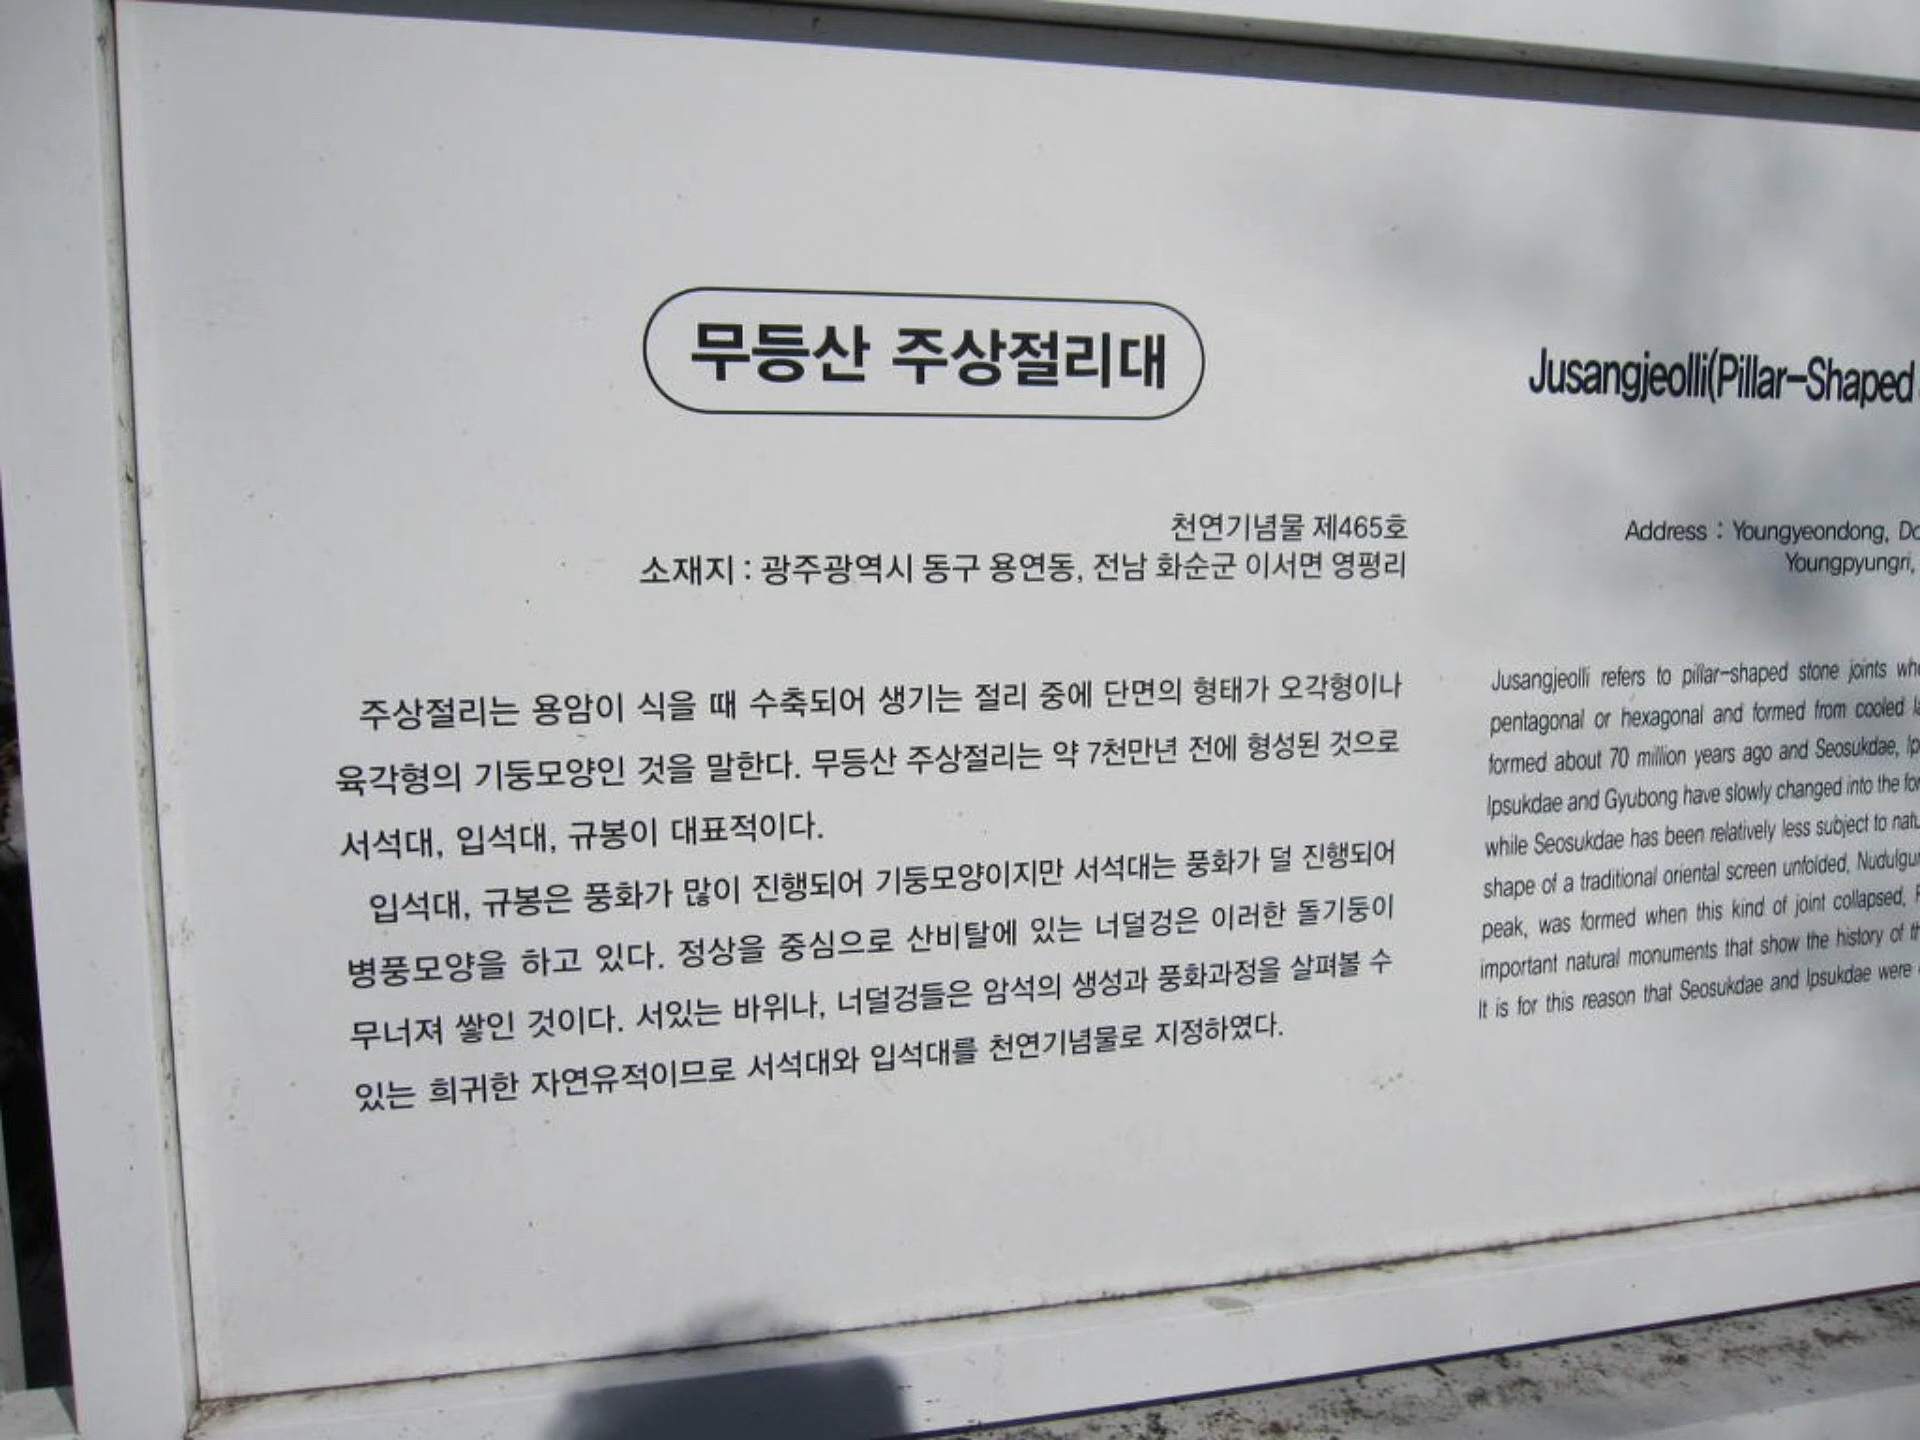 무등산 주상절리대
천연기념물 제465호
소재지 : 광주광역시 동구 용연동, 전남 화순군 이서면 영평리
주상절리는 용암이 식을 때 수축되어 생기는 절리 중에 단면의 형태가 오각형이나
육각형의 기둥모양인 것을 말한다. 무등산 주상절리는 약 7천만년 전에 형성된 것으로
서석대, 입석대, 규봉이 대표적이다.
입석대, 규봉은 풍화가 많이 진행되어 기둥모양이지만 서석대는 풍화가 덜 진행되어
병풍모양을 하고 있다. 정상을 중심으로 산비탈에 있는 너덜겅은 이러한 돌기둥이
무너져 쌓인 것이다. 서있는 바위나, 너덜겅들은 암석의 생성과 풍화과정을 살펴볼 수
있는 희귀한 자연유적이므로 서석대와 입석대를 천연기념물로 지정하였다.
Jusangjeolli(Pillar-Shaped
Address : Youngyeondong,
Youngpyungri,
Jusangjeolli refers to pillar-shaped stone joints
pentagonal or hexagonal and formed from cooled
formed about 70 million years ago and Seosukdae,
Ipsukdae and Gyubong have slowly changed into the
while Seosukdae has been relatively less subject to
shape of a traditional oriental screen unfolded,
peak, was formed when this kind of joint collapsed,
important natural monuments that show the history of
It is for this reason that Seosukdae and Ipsukdae were